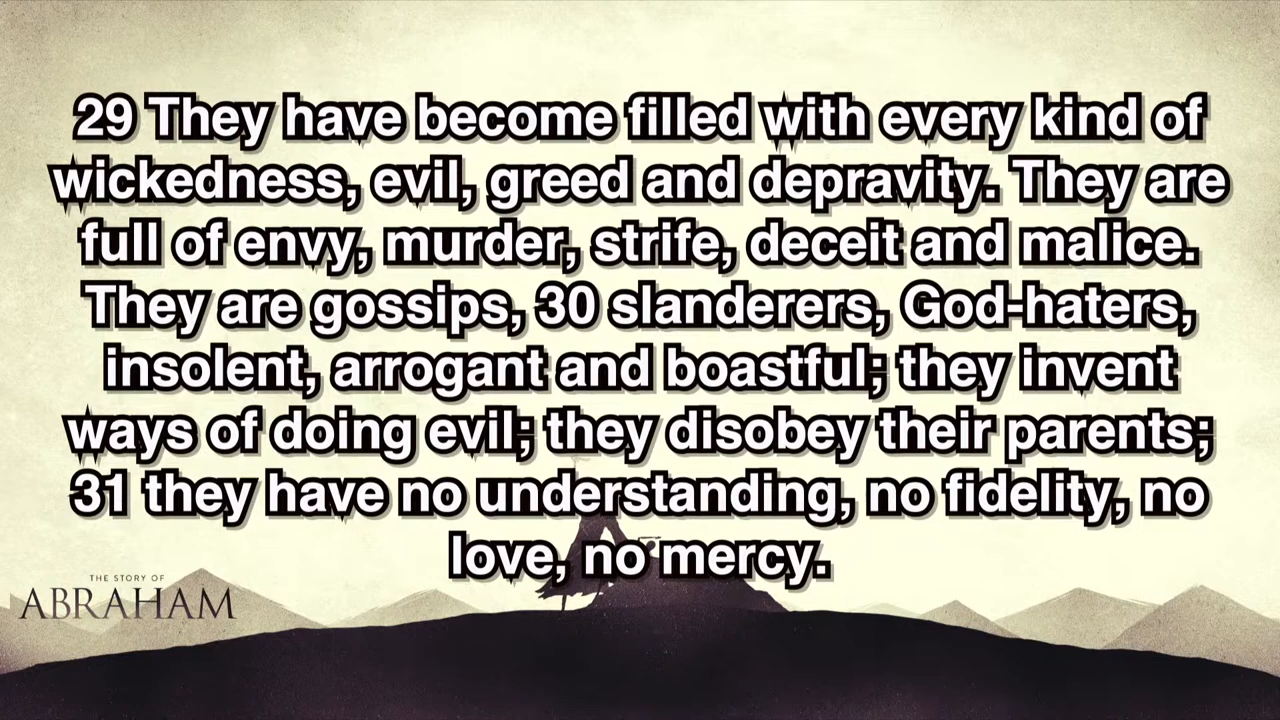 29 They have become filled with every kind of
wickedness, evil, greed and depravity. They are
full of envy, murder, strife, deceit and malice.
They are gossips, 30 slanderers, God-haters,
insolent, arrogant and boastful; they invent
ways of doing evil; they disobey their parents;
31 they have no understanding, no fidelity, no
love, no mercy.
THE STORY OF
ABRAHAM